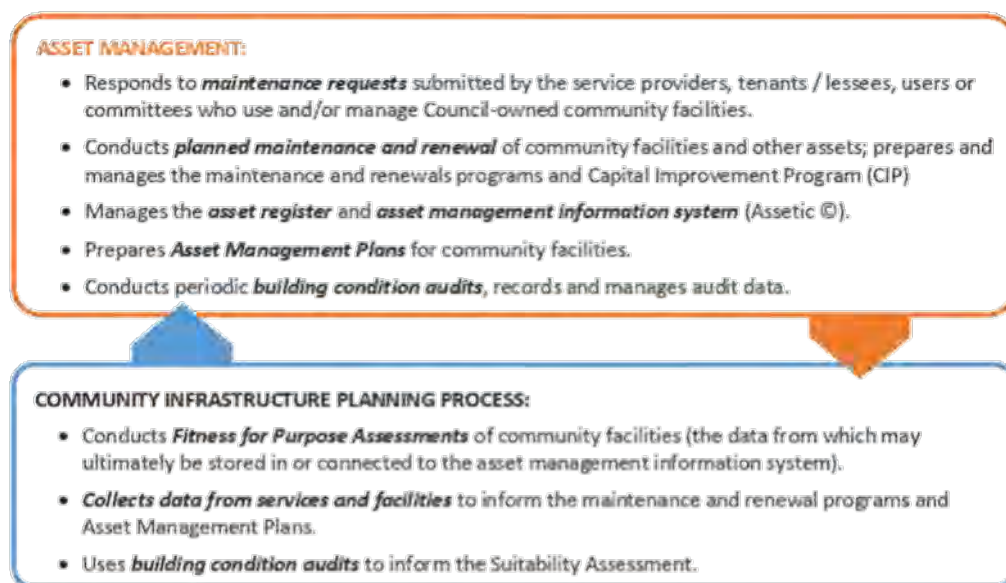 ASSET MANAGEMENT:
• Responds to maintenance requests submitted by the service providers, tenants / lessees, users or
committees who use and/or manage Council-owned community facilities.
• Conducts planned maintenance and renewal of community facilities and other assets; prepares and
manages the maintenance and renewals programs and Capital Improvement Program (CIP)
• Manages the asset register and asset management information system (Assetic ©).
• Prepares Asset Management Plans for community facilities.
• Conducts periodic building condition audits, records and manages audit data.
COMMUNITY INFRASTRUCTURE PLANNING PROCESS:
• Conducts Fitness for Purpose Assessments of community facilities (the data from which may
ultimately be stored in or connected to the asset management information system).
• Collects data from services and facilities to inform the maintenance and renewal programs and
Asset Management Plans.
• Uses building condition audits to inform the Suitability Assessment.